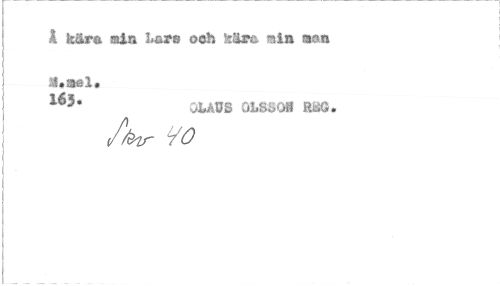 Å kära min Lars och kära min man
M.mel.
163.
OLAUS OLSSON REG.
Skv 40